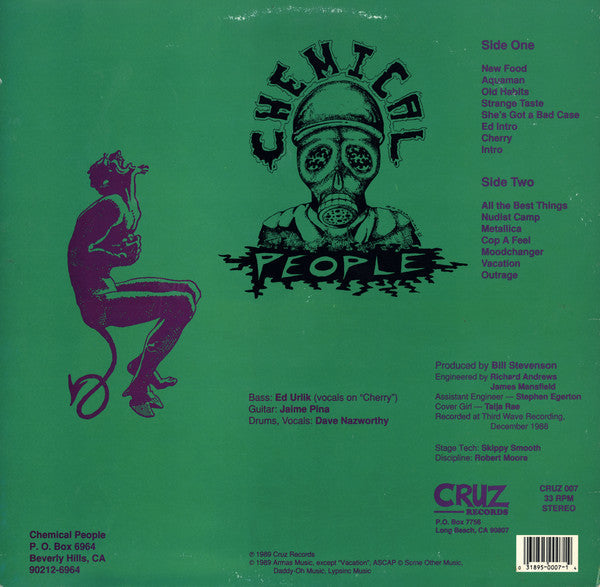 CHEMICAL
PEOPLE
Side One
New Food
Aquaman
Old Habits
Strange Taste
She's Got a Bad Case
Ed Intro
Cherry
Intro
Side Two
All the Best Things
Nudist Camp
Metallica
Cop A Feel
Moodchanger
Vacation
Outrage
Bass: Ed Urlik (vocals on "Cherry")
Guitar: Jaime Pina
Drums, Vocals: Dave Nazworthy
Produced by Bill Stevenson
Engineered by Richard Andrews
James Mansfield
Assistant Engineer — Stephen Egerton
Cover Girl — Taija Rae
Recorded at Third Wave Recording,
December 1988
Stage Tech: Skippy Smooth
Discipline: Robert Moore
CRUZ
RECORDS
P.O. Box 7756
Long Beach, CA 90807
CRUZ 007
33 RPM
STEREO
Chemical People
P. O. Box 6964
Beverly Hills, CA
90212-6964
℗ 1989 Cruz Records
© 1989 Armas Music, except "Vacation", ASCAP © Some Other Music,
Daddy-Oh Music, Lypsinc Music
0 31895-0007-1 4